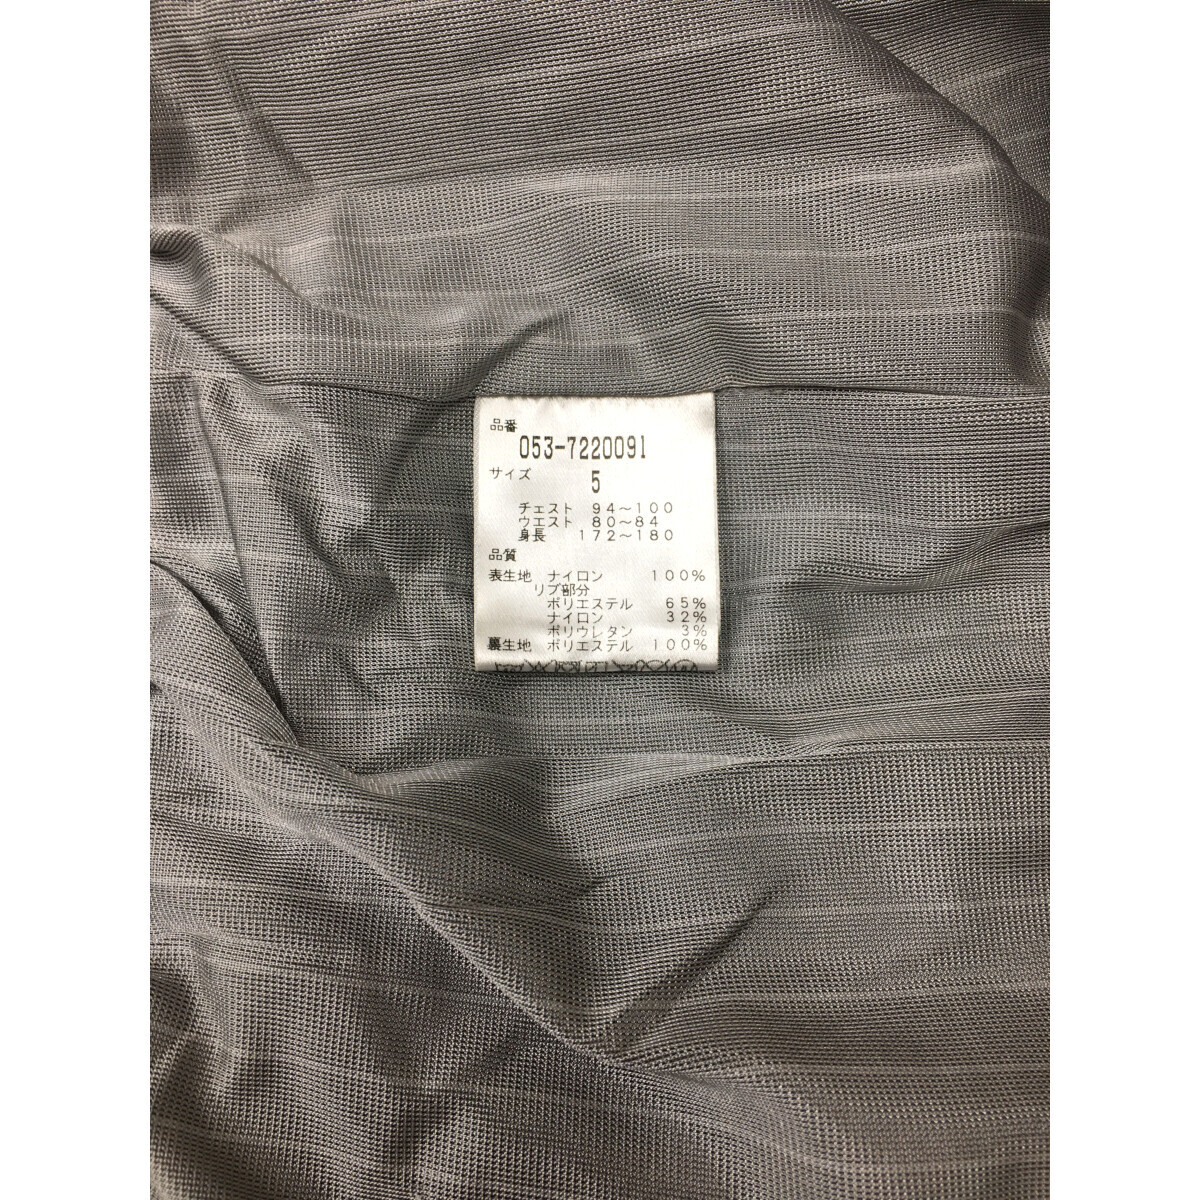 品番
053-7220091
サイズ 5
チェスト 94～100
ウエスト 80～84
身長 172～180
品質
表生地 ナイロン 100%
リブ部分
ポリエステル 65%
ナイロン 32%
ポリウレタン 3%
裏生地 ポリエステル 100%